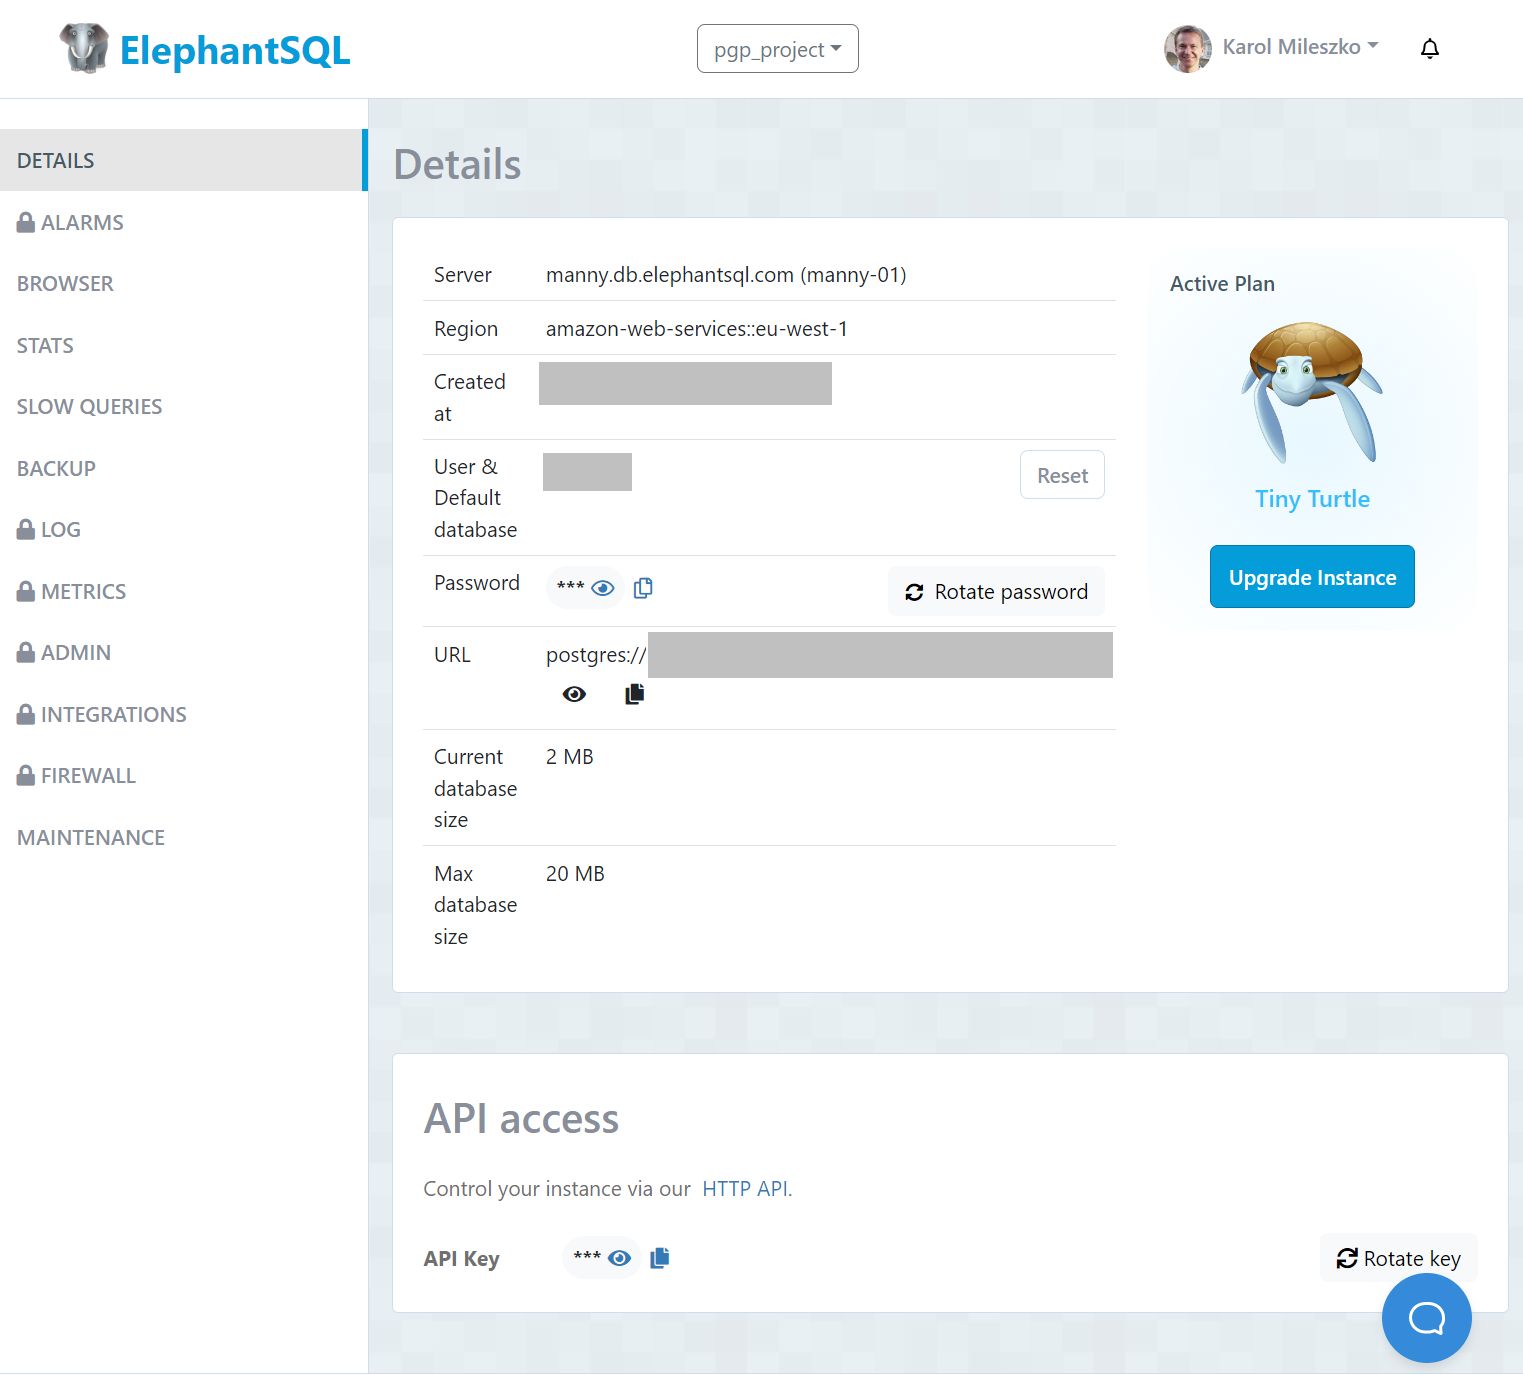 ElephantSQL
pgp_project
Karol Mileszko
DETAILS
ALARMS
BROWSER
STATS
SLOW QUERIES
BACKUP
LOG
METRICS
ADMIN
INTEGRATIONS
FIREWALL
MAINTENANCE
Details
Server manny.db.elephantsql.com (manny-01)
Region amazon-web-services::eu-west-1
Created
at
User &
Default
database
Reset
Password *** Rotate password
URL postgres://
Current
database
size
2 MB
Max
database
size
20 MB
Active Plan
Tiny Turtle
Upgrade Instance
API access
Control your instance via our HTTP API.
API Key *** Rotate key